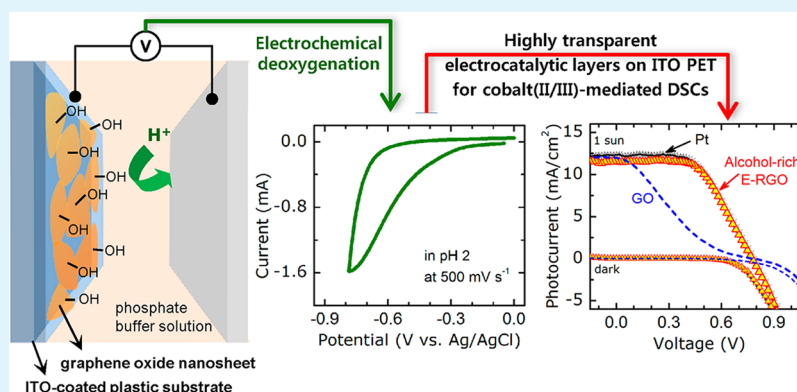 V
OH
OH
OH
OH
OH
OH
OH
H+
phosphate
buffer solution
graphene oxide nanosheet
ITO-coated plastic substrate
Electrochemical
deoxygenation
Highly transparent
electrocatalytic layers on ITO PET
for cobalt(II/III)-mediated DSCs
Current (mA)
0.0
-0.8
-1.6
in pH 2
at 500 mV s⁻¹
-0.9 -0.6 -0.3 0.0
Potential (V vs. Ag/AgCl)
Photocurrent (mA/cm²)
15
10
5
0
-5
1 sun
Pt
Alcohol-rich
E-RGO
GO
dark
0.0 0.3 0.6 0.9
Voltage (V)